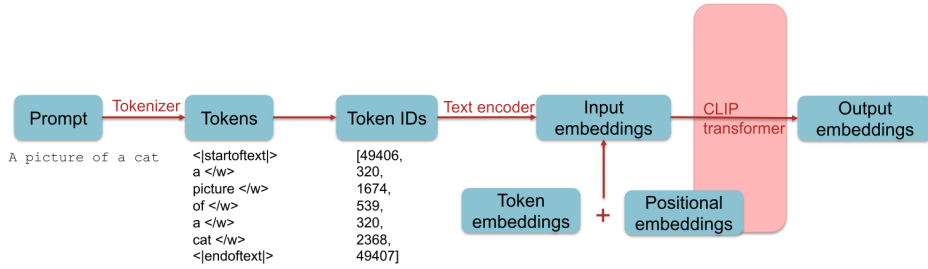 Prompt
Tokenizer
Tokens
Token IDs
Text encoder
Input
embeddings
CLIP
transformer
Output
embeddings
A picture of a cat
<|startoftext|>
a </w>
picture </w>
of </w>
a </w>
cat </w>
<|endoftext|>
[49406,
320,
1674,
539,
320,
2368,
49407]
Token
embeddings
+
Positional
embeddings